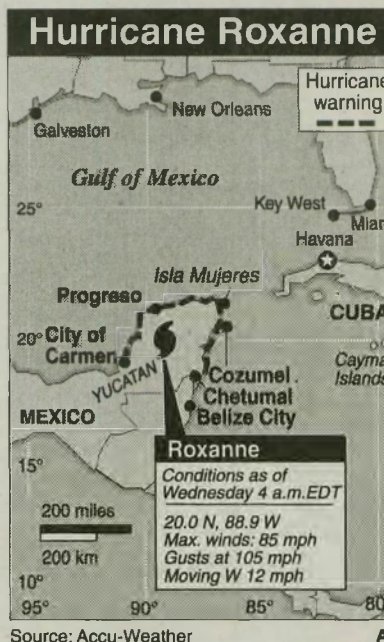 Hurricane Roxanne
Hurricane
warning
New Orleans
Galveston
Gulf of Mexico
25°
Key West
Miam
Havana
Isla Mujeres
Progreso
CUBA
20°
City of
Carmen
Cayma
Islands
YUCATAN
Cozumel
Chetumal
Belize City
MEXICO
Roxanne
Conditions as of
Wednesday 4 a.m.EDT
15°
20.0 N, 88.9 W
Max. winds: 85 mph
Gusts at 105 mph
Moving W 12 mph
200 miles
200 km
10°
95°
90°
85°
80
Source: Accu-Weather
A